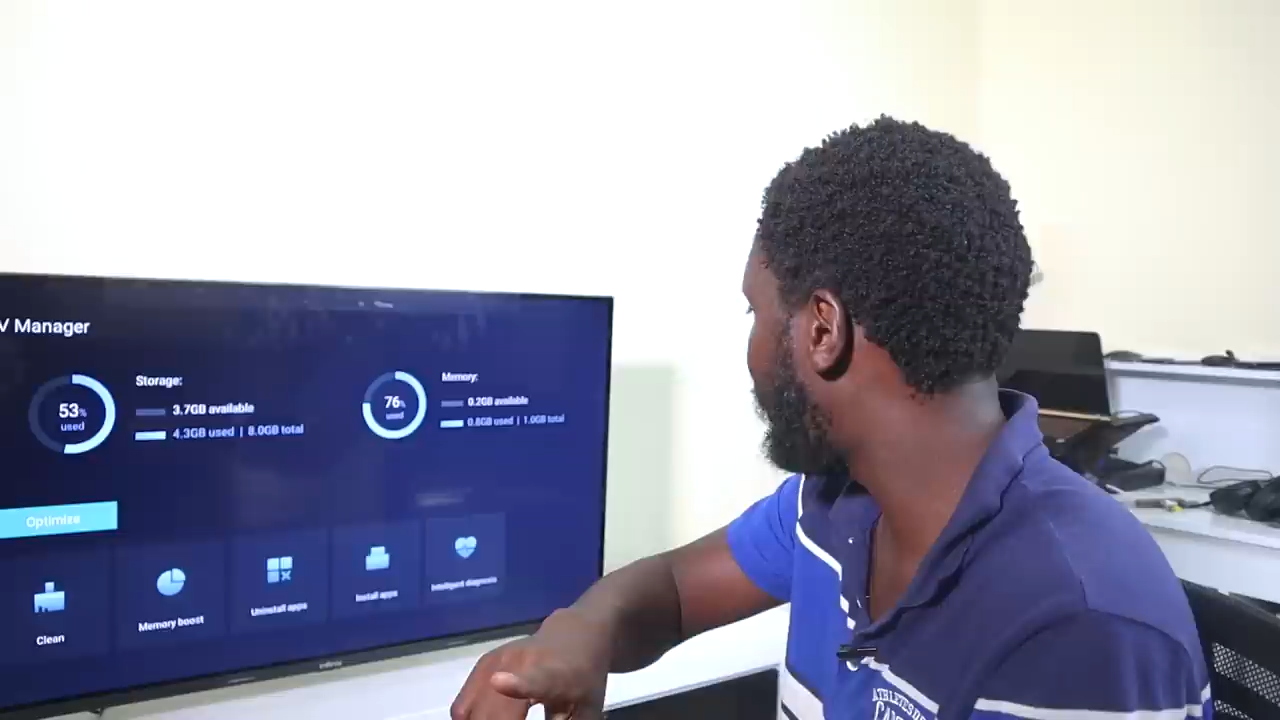 V Manager
53%
used
Storage:
3.7GB available
4.3GB used | 8.0GB total
76%
used
Memory:
0.2GB available
0.8GB used | 1.0GB total
Optimize
Clean
Memory boost
Uninstall apps
Install apps
Intelligent diagnosis
ATHLETES